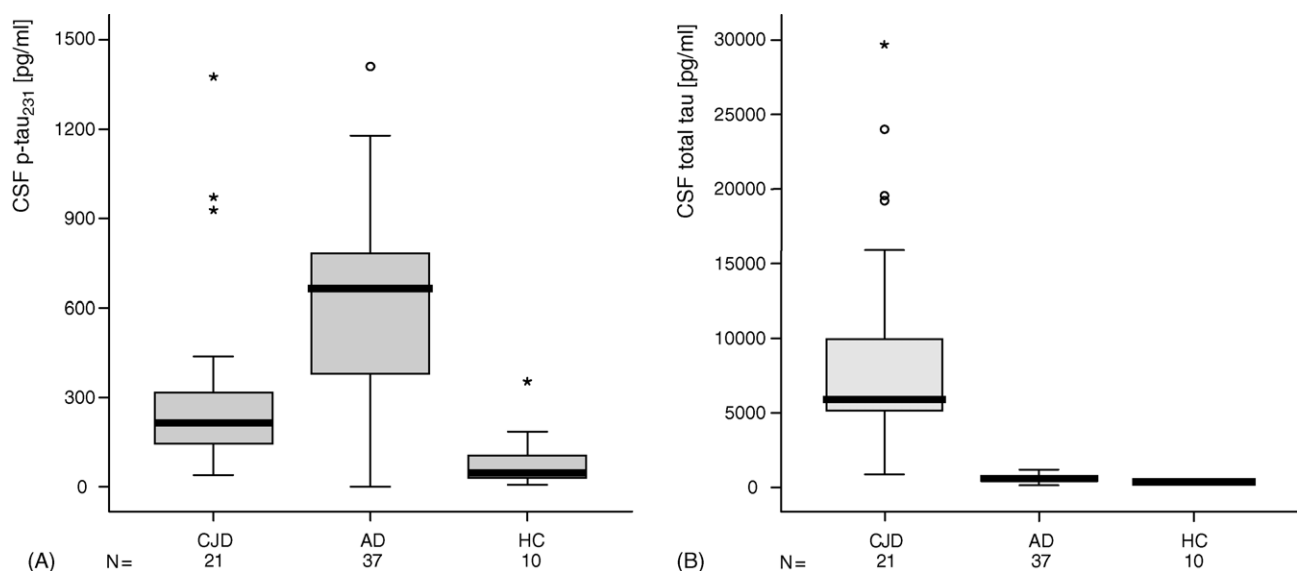 CSF p-tau231 [pg/ml]
1500
1200
900
600
300
0
CJD AD HC
(A) N= 21 37 10
CSF total tau [pg/ml]
30000
25000
20000
15000
10000
5000
0
CJD AD HC
(B) N= 21 37 10